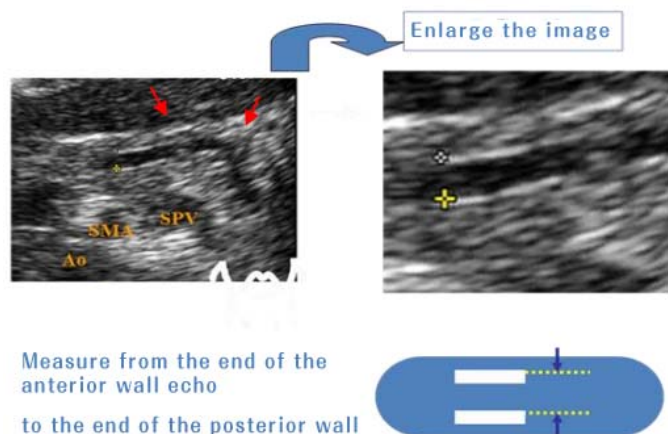 Enlarge the image
SMA
SPV
Ao
Measure from the end of the
anterior wall echo
to the end of the posterior wall